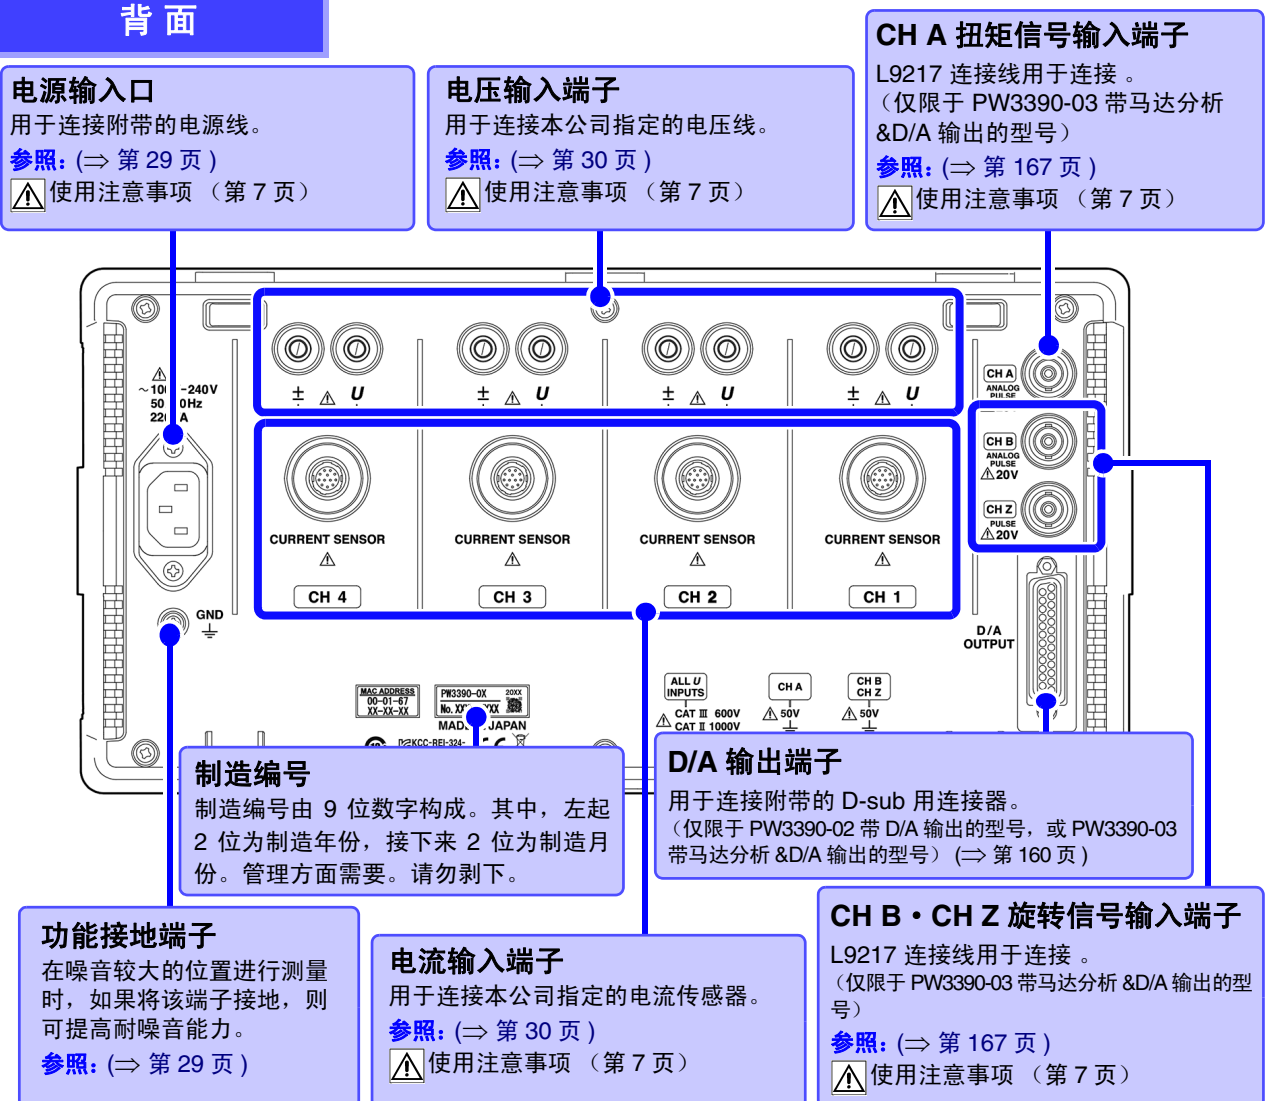 背 面
电源输入口
用于连接附带的电源线。
参照: (⇒ 第 29 页 )
使用注意事项 （第 7 页）
电压输入端子
用于连接本公司指定的电压线。
参照: (⇒ 第 30 页 )
使用注意事项 （第 7 页）
CH A 扭矩信号输入端子
L9217 连接线用于连接 。
（仅限于 PW3390-03 带马达分析
&D/A 输出的型号）
参照: (⇒ 第 167 页 )
使用注意事项 （第 7 页）
± U
± U
± U
± U
CH A
ANALOG
PULSE
CH B
ANALOG
PULSE
20V
CH Z
PULSE
20V
CURRENT SENSOR
CURRENT SENSOR
CURRENT SENSOR
CURRENT SENSOR
CH 4
CH 3
CH 2
CH 1
GND
D/A
OUTPUT
MAC ADDRESS
00-01-67
XX-XX-XX
PW3390-0X 20XX
ALL U
INPUTS
CAT III 600V
CAT II 1000V
CH A
50V
CH B
CH Z
50V
KCC-REI-324-
制造编号
制造编号由 9 位数字构成。其中，左起
2 位为制造年份，接下来 2 位为制造月
份。管理方面需要。请勿剥下。
D/A 输出端子
用于连接附带的 D-sub 用连接器。
（仅限于 PW3390-02 带 D/A 输出的型号，或 PW3390-03
带马达分析 &D/A 输出的型号） (⇒ 第 160 页 )
功能接地端子
在噪音较大的位置进行测量
时，如果将该端子接地，则
可提高耐噪音能力。
参照: (⇒ 第 29 页 )
电流输入端子
用于连接本公司指定的电流传感器。
参照: (⇒ 第 30 页 )
使用注意事项 （第 7 页）
CH B・CH Z 旋转信号输入端子
L9217 连接线用于连接 。
（仅限于 PW3390-03 带马达分析 &D/A 输出的型
号）
参照: (⇒ 第 167 页 )
使用注意事项 （第 7 页）